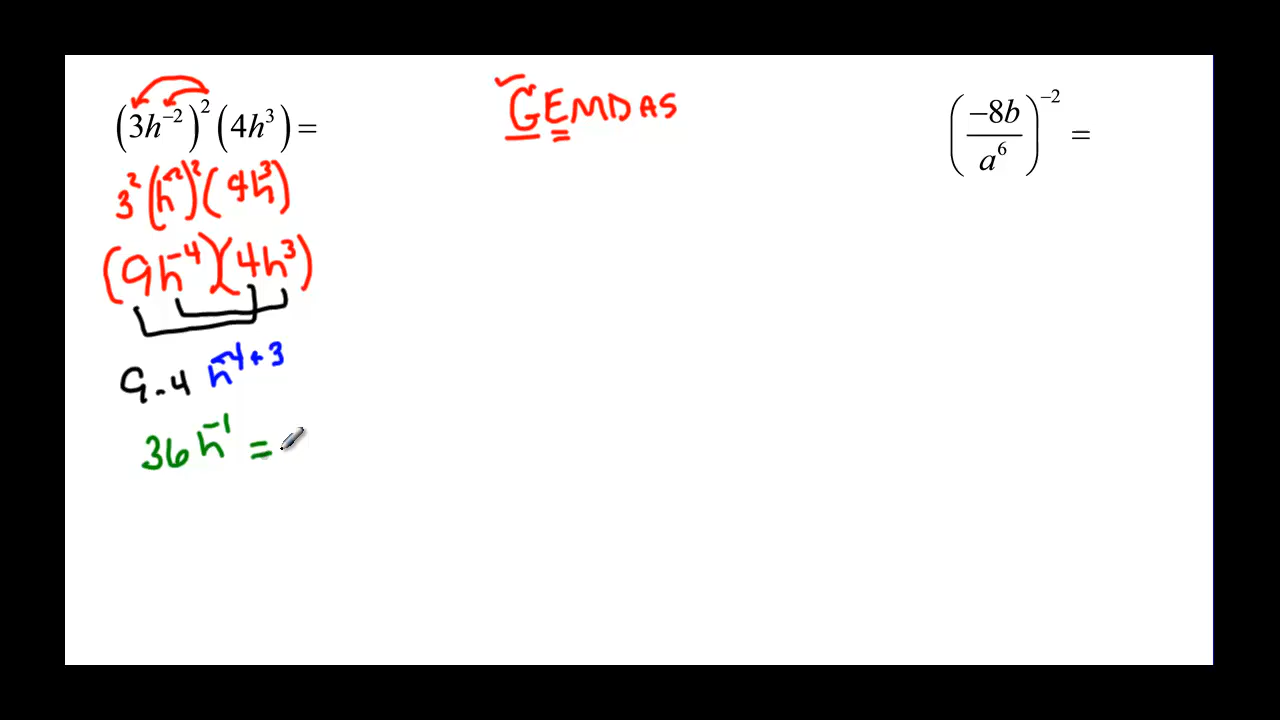 (3h⁻²)²(4h³) =
3²(h⁻²)²(4h³)
(9h⁻⁴)(4h³)
9·4 h⁻⁴⁺³
36h⁻¹ =
GEMDAS
(−8b/a⁶)⁻² =